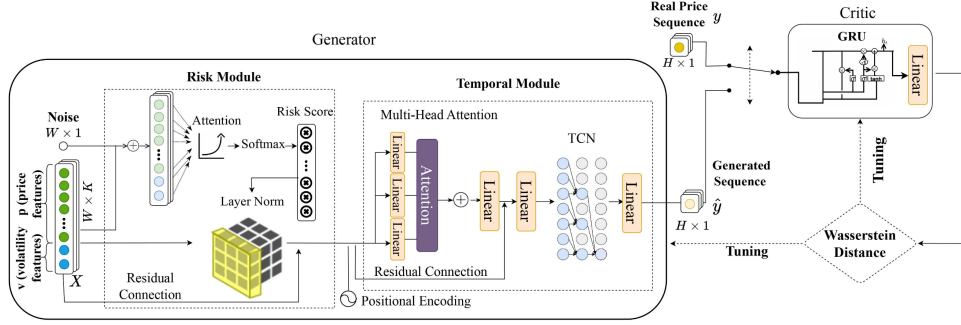 Generator
Risk Module
Noise
W × 1
Attention
Softmax
Risk Score
Layer Norm
p (price
features)
v (volatility
features)
W × K
X
Residual
Connection
Temporal Module
Multi-Head Attention
Linear
Linear
Linear
Attention
Linear
Linear
TCN
Linear
Residual Connection
Positional Encoding
Real Price
Sequence y
H × 1
Generated
Sequence
ŷ
H × 1
Critic
GRU
tanh
Linear
Tuning
Tuning
Wasserstein
Distance